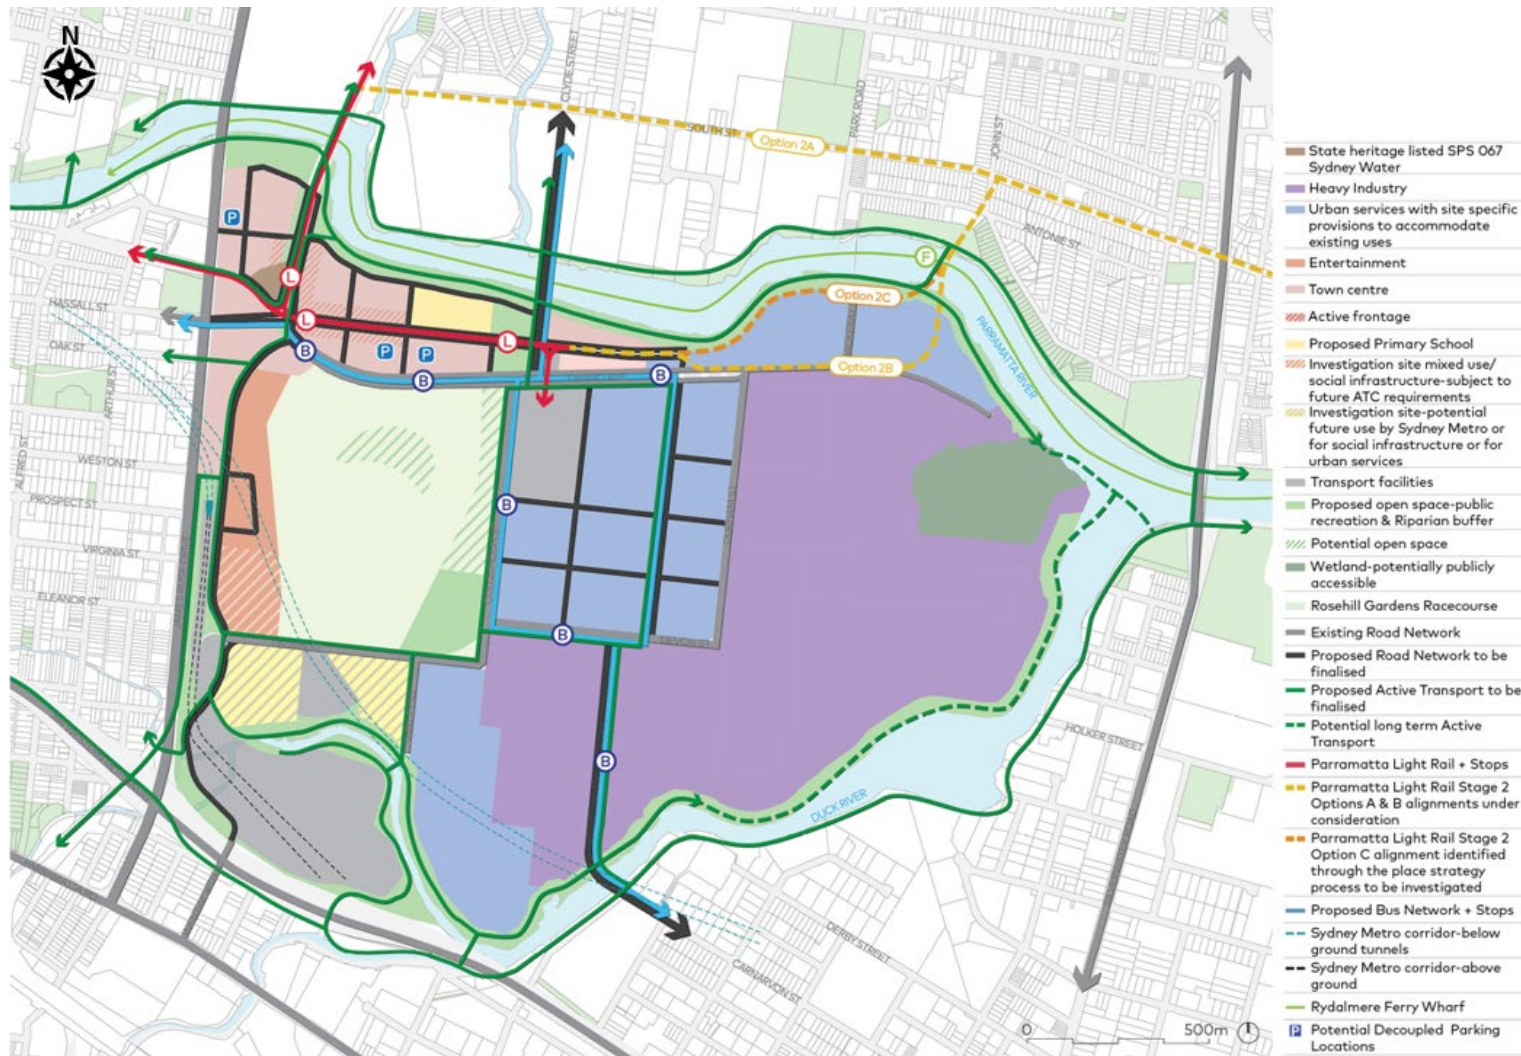 N
CLYDE STREET
SOUTH ST
PARK ROAD
JOHN ST
Option 2A
ANTONIE ST
P
L
F
HASSALL ST
L
L
Option 2C
PARRAMATTA RIVER
OAK ST
B
P
P
B
B
Option 2B
ARTHUR ST
ALFRED ST
WESTON ST
PROSPECT ST
B
VIRGINIA ST
ELEANOR ST
B
DEVON ST
B
HOLKER STREET
DUCK RIVER
DERBY STREET
CARNARVON ST
0
500m
State heritage listed SPS 067
Sydney Water
Heavy Industry
Urban services with site specific
provisions to accommodate
existing uses
Entertainment
Town centre
Active frontage
Proposed Primary School
Investigation site mixed use/
social infrastructure-subject to
future ATC requirements
Investigation site-potential
future use by Sydney Metro or
for social infrastructure or for
urban services
Transport facilities
Proposed open space-public
recreation & Riparian buffer
Potential open space
Wetland-potentially publicly
accessible
Rosehill Gardens Racecourse
Existing Road Network
Proposed Road Network to be
finalised
Proposed Active Transport to be
finalised
Potential long term Active
Transport
Parramatta Light Rail + Stops
Parramatta Light Rail Stage 2
Options A & B alignments under
consideration
Parramatta Light Rail Stage 2
Option C alignment identified
through the place strategy
process to be investigated
Proposed Bus Network + Stops
Sydney Metro corridor-below
ground tunnels
Sydney Metro corridor-above
ground
Rydalmere Ferry Wharf
P Potential Decoupled Parking
Locations